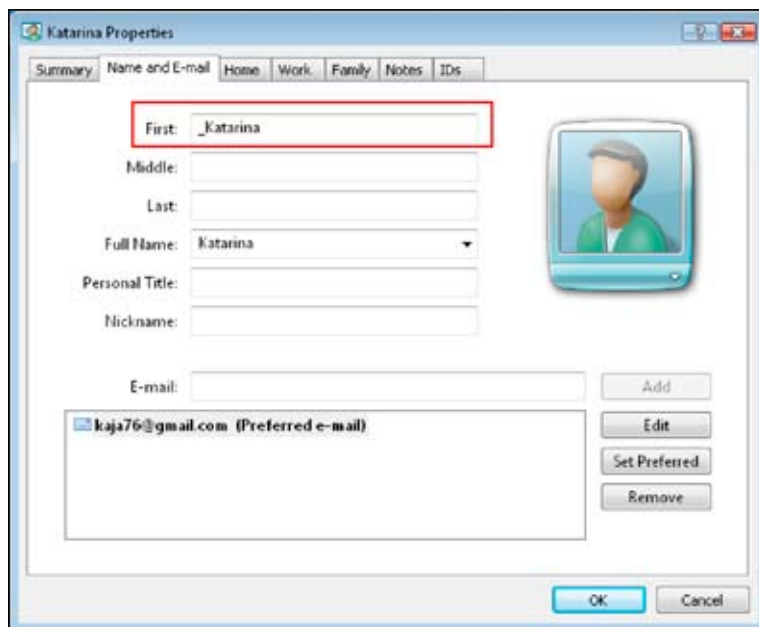 Katarina Properties
Summary Name and E-mail Home Work Family Notes IDs
First: _Katarina
Middle:
Last:
Full Name: Katarina
Personal Title:
Nickname:
E-mail: Add
kaja76@gmail.com (Preferred e-mail) Edit
Set Preferred
Remove
OK Cancel